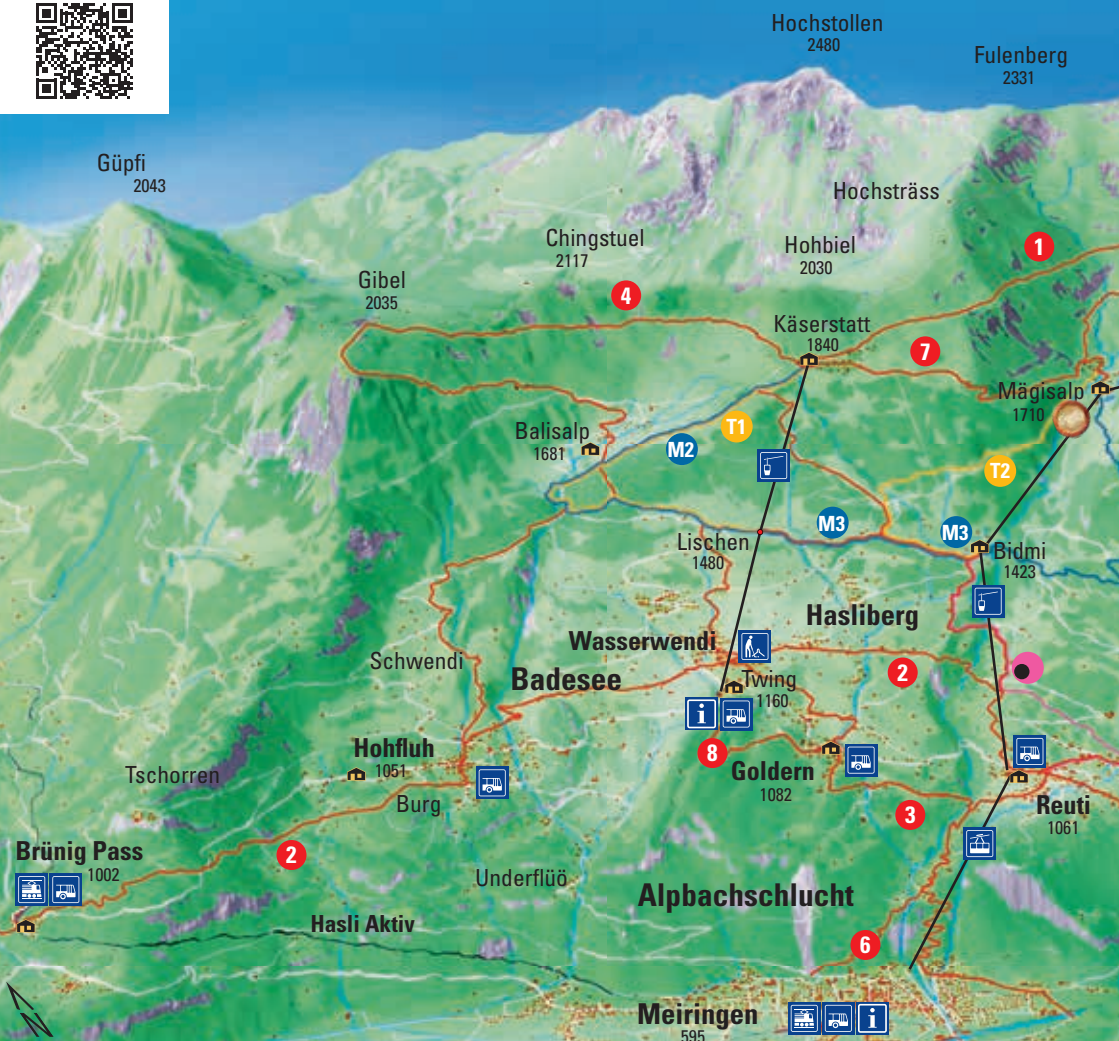 Hochstollen
2480
Fulenberg
2331
Güpfi
2043
Hochsträss
Chingstuel
2117
Hohbiel
2030
1
Gibel
2035
4
Käserstatt
1840
7
Mägisalp
1710
Balisalp
1681
T1
M2
T2
M3
M3
Lischen
1480
Bidmi
1423
Hasliberg
Wasserwendi
Schwendi
Badesee
2
Twing
1160
i
8
Hohfluh
1051
Goldern
1082
Tschorren
Burg
3
Reuti
1061
Brünig Pass
1002
2
Underflüö
Alpbachschlucht
Hasli Aktiv
6
Meiringen
595
i